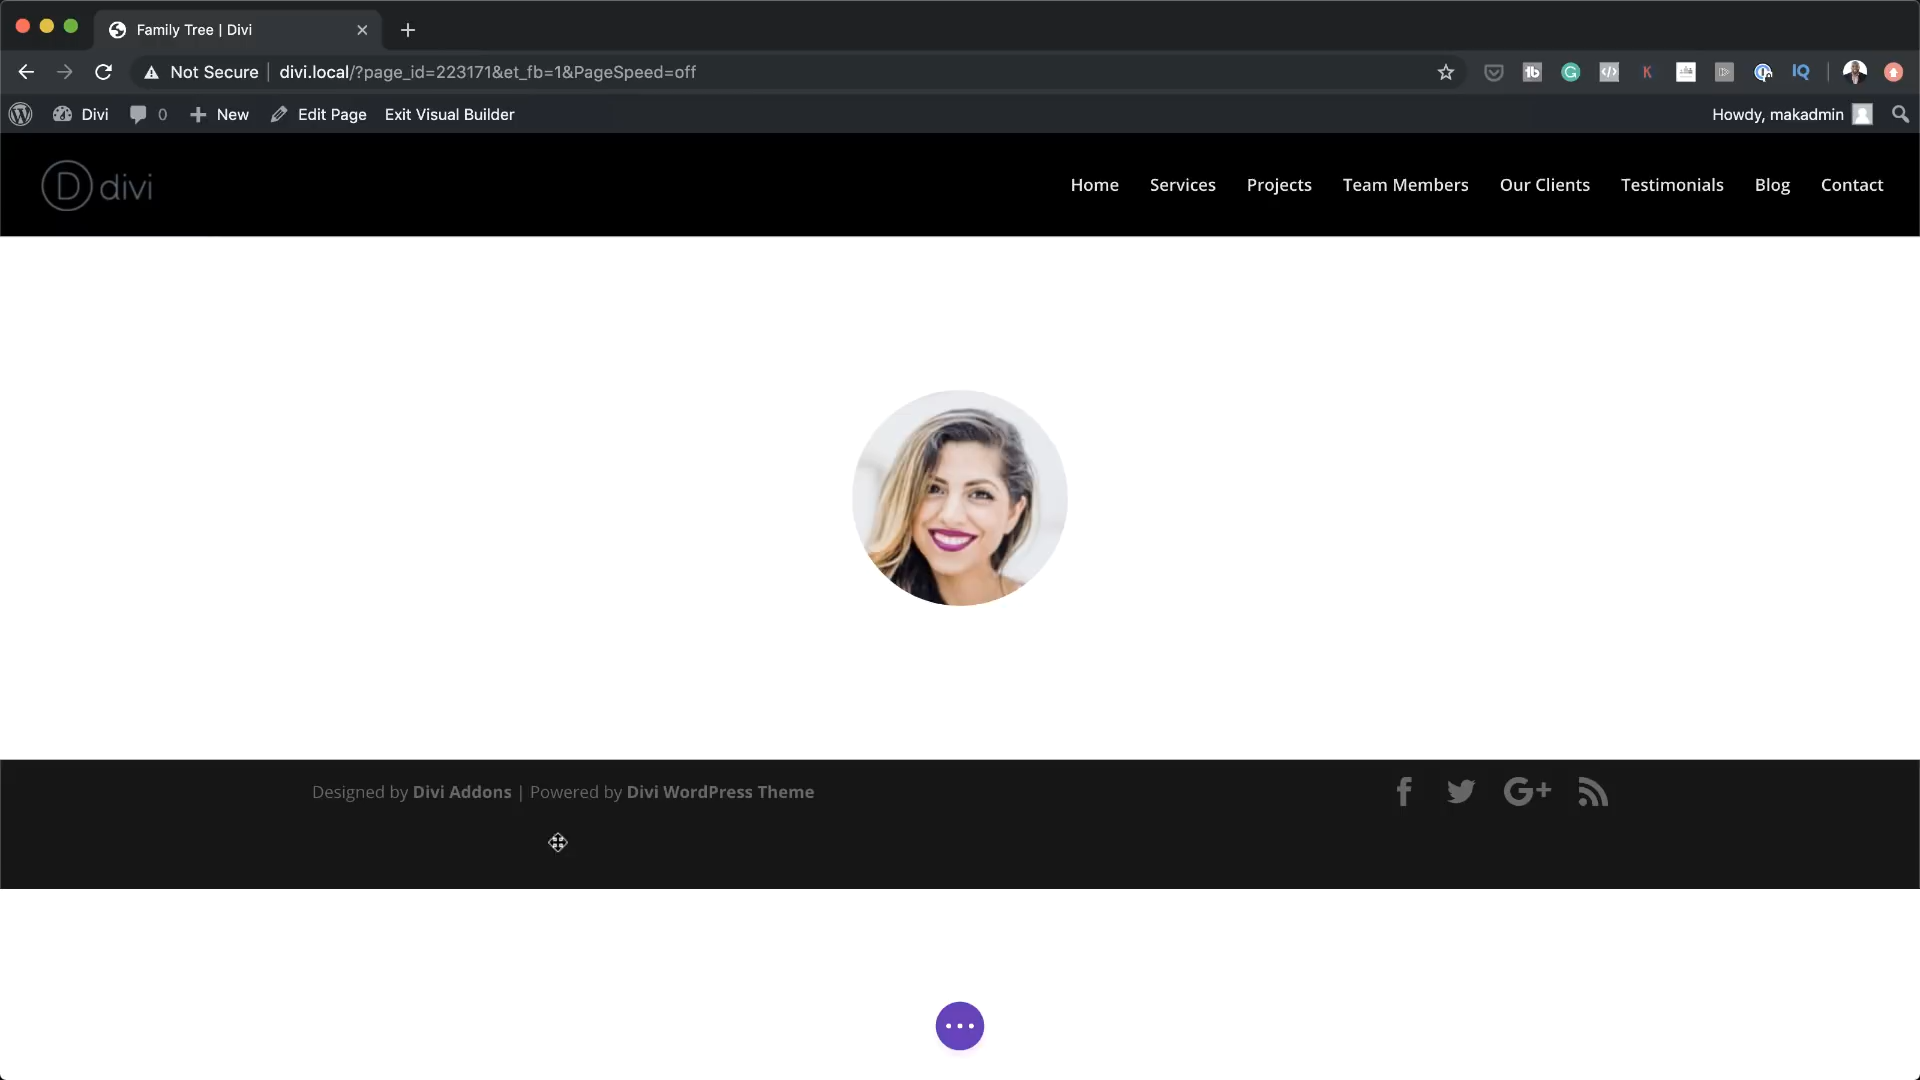 Family Tree | Divi
Not Secure | divi.local/?page_id=223171&et_fb=1&PageSpeed=off
Divi 0 New Edit Page Exit Visual Builder Howdy, makadmin
D divi
Home Services Projects Team Members Our Clients Testimonials Blog Contact
Designed by Divi Addons | Powered by Divi WordPress Theme